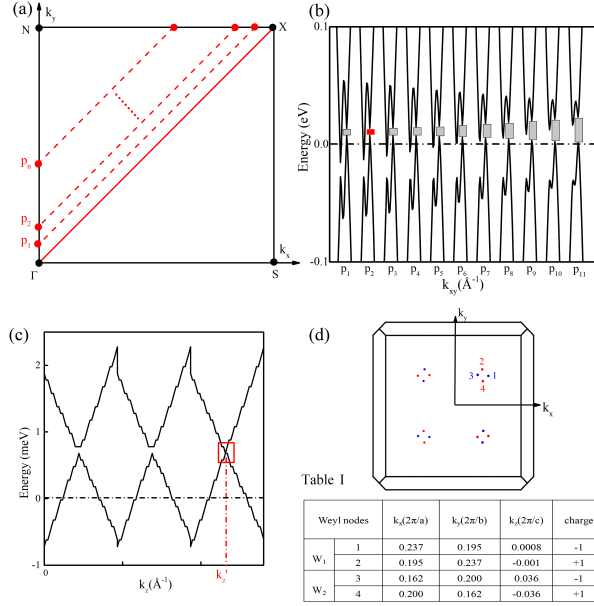 (a)
k_y
N
X
p_n
p_2
p_1
Γ
S
k_x
(b)
0.1
0.0
-0.1
Energy (eV)
p_1 p_2 p_3 p_4 p_5 p_6 p_7 p_8 p_9 p_10 p_11
k_xy(Å^-1)
(c)
2
1
0
-1
Energy (meV)
0
k_z(Å^-1)
k_z'
(d)
k_y
k_x
2
3 1
4
Table I
Weyl nodes k_x(2π/a) k_y(2π/b) k_z(2π/c) charge
W_1
1 0.237 0.195 0.0008 -1
2 0.195 0.237 -0.001 +1
W_2
3 0.162 0.200 0.036 -1
4 0.200 0.162 -0.036 +1